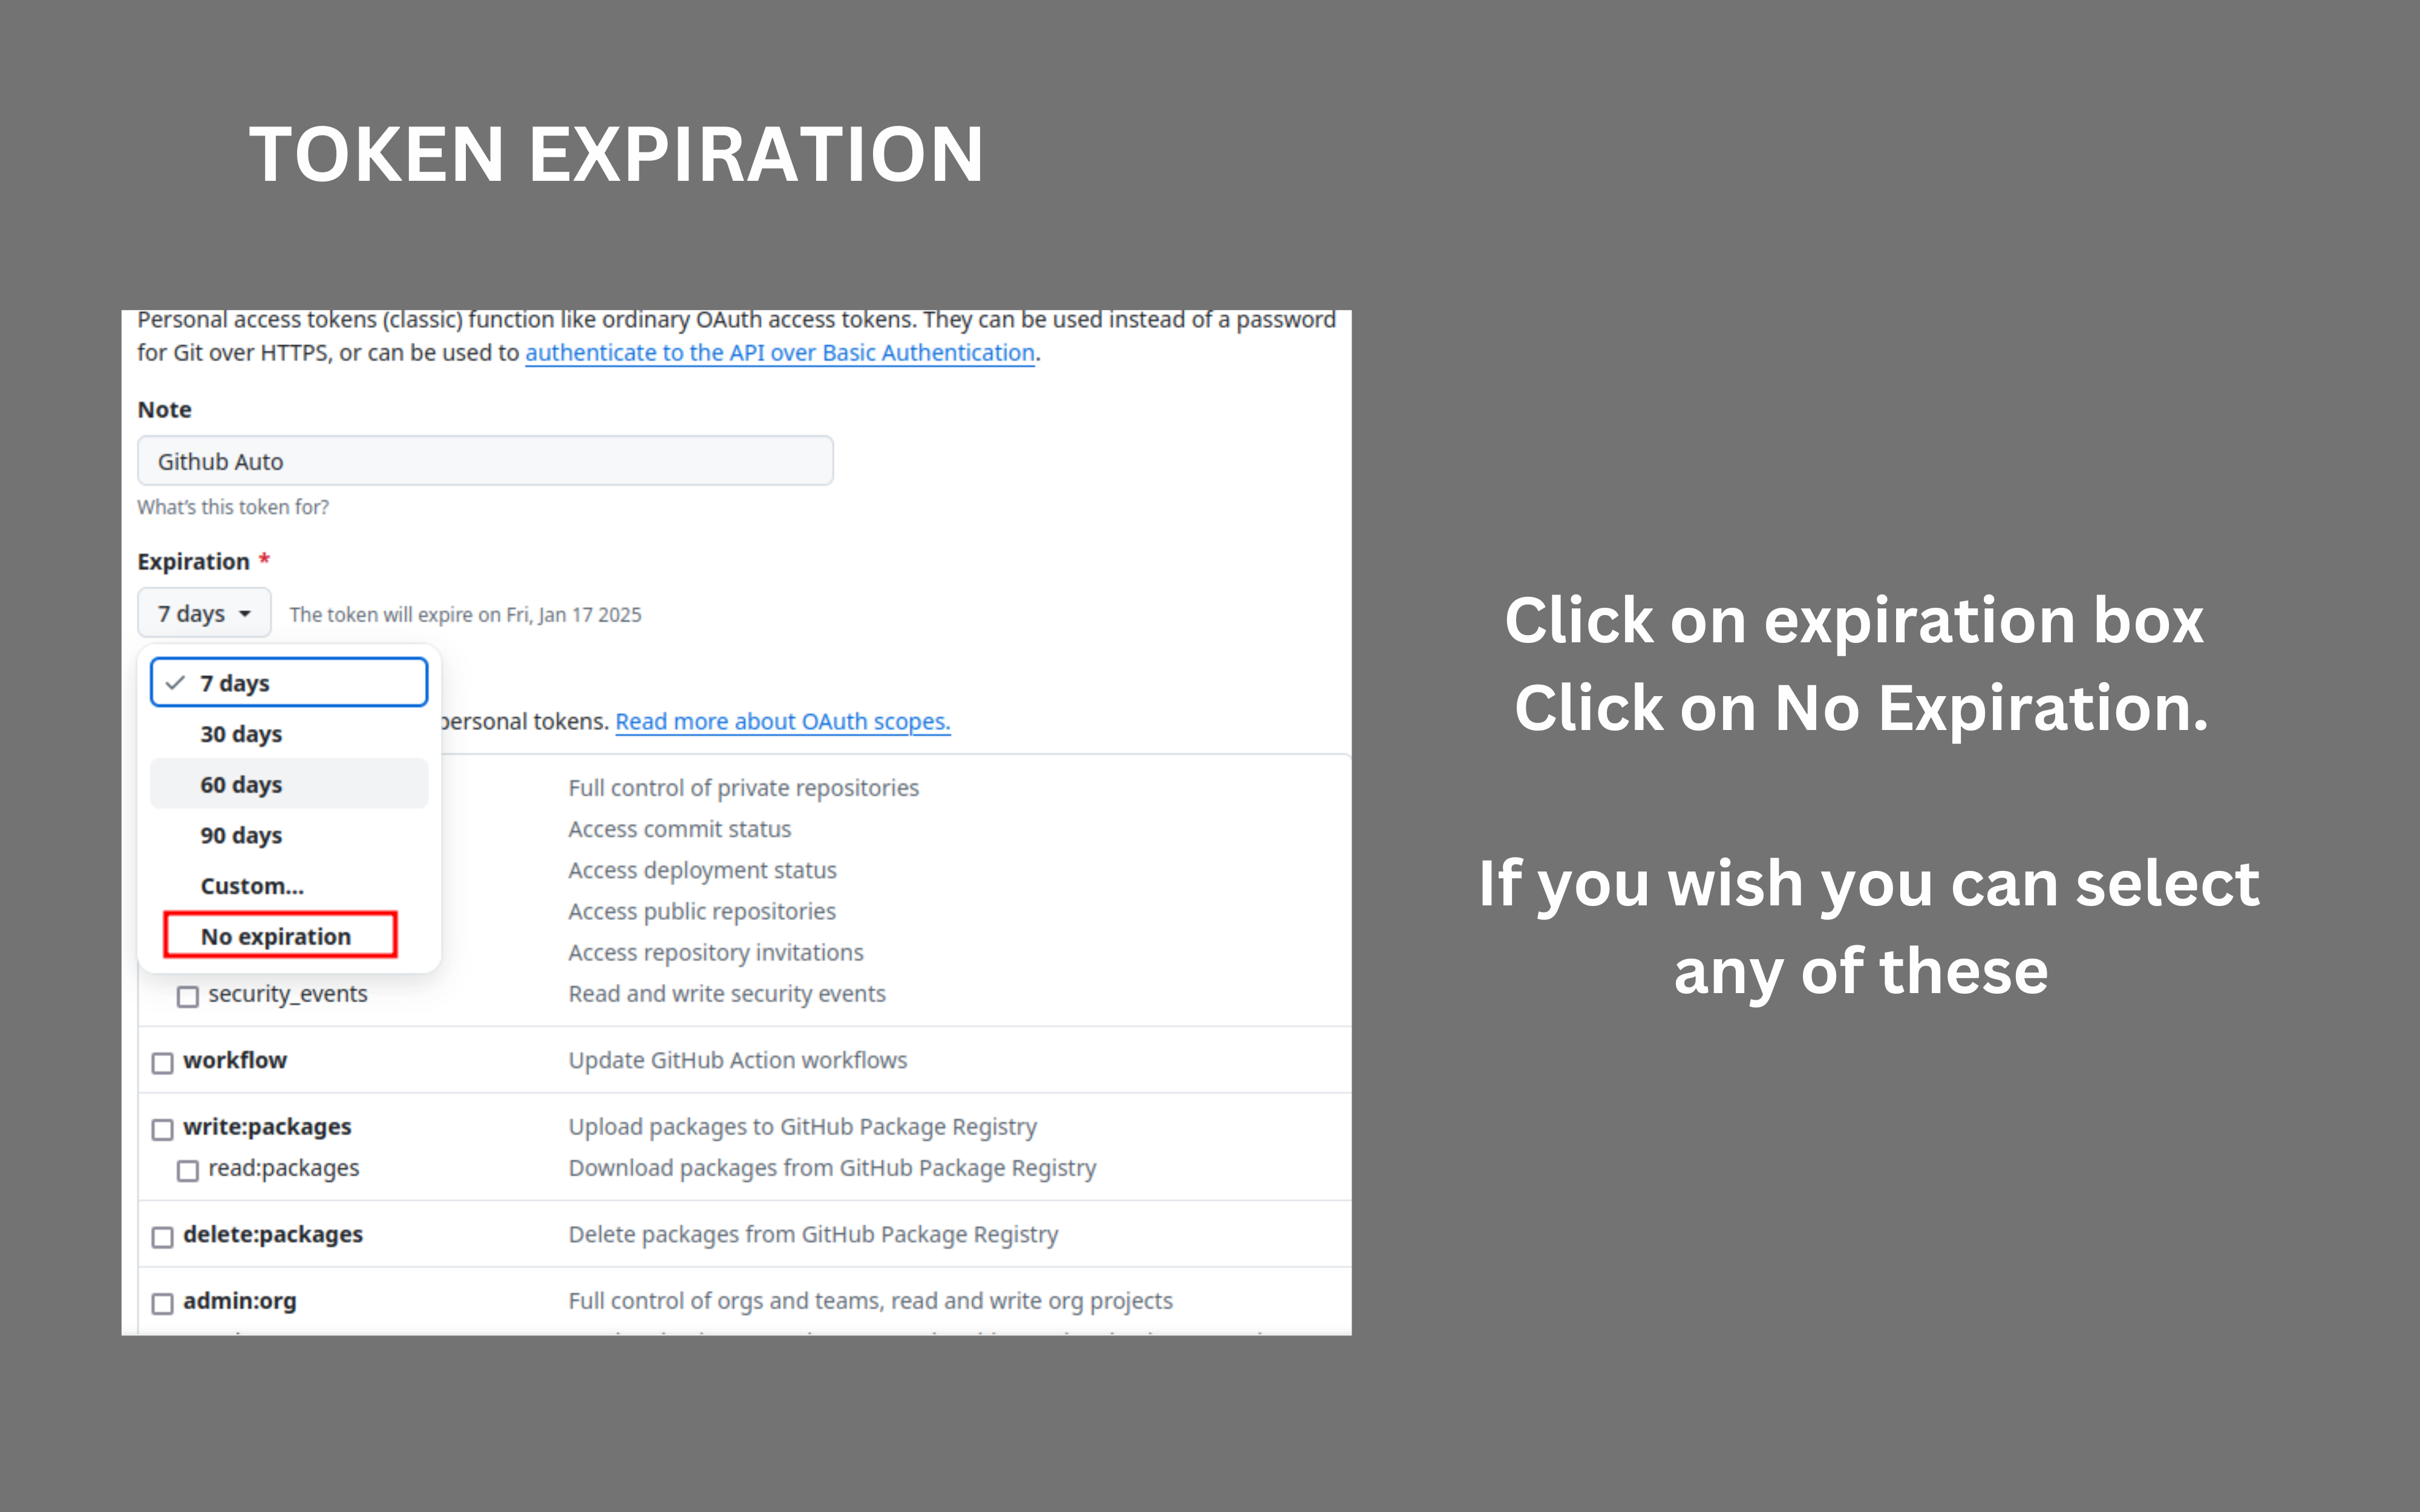 TOKEN EXPIRATION
Personal access tokens (classic) function like ordinary OAuth access tokens. They can be used instead of a password
for Git over HTTPS, or can be used to authenticate to the API over Basic Authentication.
Note
Github Auto
What's this token for?
Expiration *
7 days The token will expire on Fri, Jan 17 2025
7 days
30 days
60 days
90 days
Custom...
No expiration
personal tokens. Read more about OAuth scopes.
Full control of private repositories
Access commit status
Access deployment status
Access public repositories
Access repository invitations
security_events Read and write security events
workflow Update GitHub Action workflows
write:packages Upload packages to GitHub Package Registry
read:packages Download packages from GitHub Package Registry
delete:packages Delete packages from GitHub Package Registry
admin:org Full control of orgs and teams, read and write org projects
Click on expiration box
Click on No Expiration.
If you wish you can select
any of these